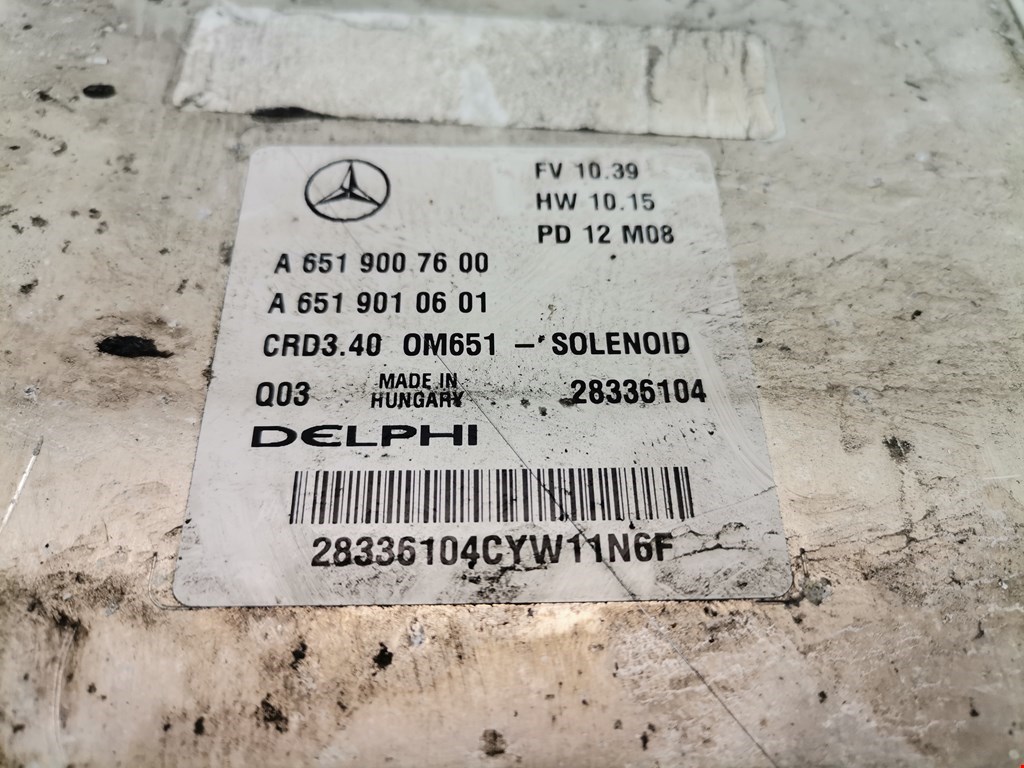 FV 10.39
HW 10.15
PD 12 M08
A 651 900 76 00
A 651 901 06 01
CRD3.40 OM651 - SOLENOID
Q03 MADE IN HUNGARY 28336104
DELPHI
28336104CYW11N6F